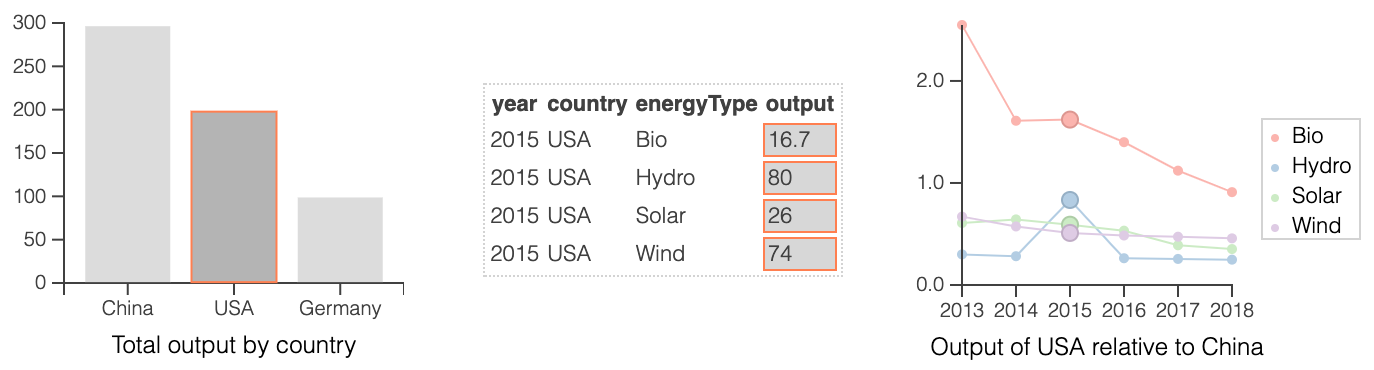 300
250
200
150
100
50
0
China USA Germany
Total output by country
year country energyType output
2015 USA Bio 16.7
2015 USA Hydro 80
2015 USA Solar 26
2015 USA Wind 74
2.0
1.0
0.0
2013 2014 2015 2016 2017 2018
Output of USA relative to China
Bio
Hydro
Solar
Wind